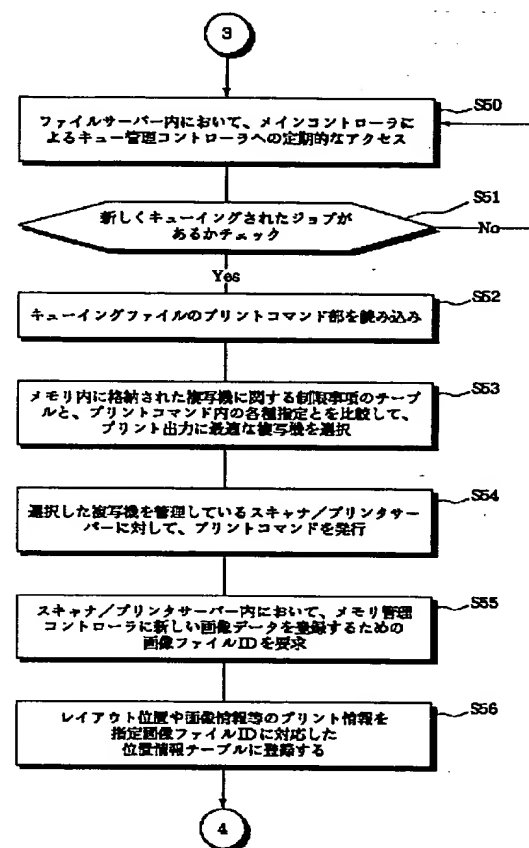 3
S50
ファイルサーバー内において、メインコントローラに
よるキュー管理コントローラへの定期的なアクセス
S51
新しくキューイングされたジョブが
あるかチェック
No
Yes
S52
キューイングファイルのプリントコマンド部を読み込み
S53
メモリ内に格納された複写機に関する制限事項のテーブ
ルと、プリントコマンド内の各種指定とを比較して、
プリント出力に最適な複写機を選択
S54
選択した複写機を管理しているスキャナ／プリンタサー
バーに対して、プリントコマンドを発行
S55
スキャナ／プリンタサーバー内において、メモリ管理
コントローラに新しい画像データを登録するための
画像ファイルIDを要求
S56
レイアウト位置や画像情報等のプリント情報を
指定画像ファイルIDに対応した
位置情報テーブルに登録する
4